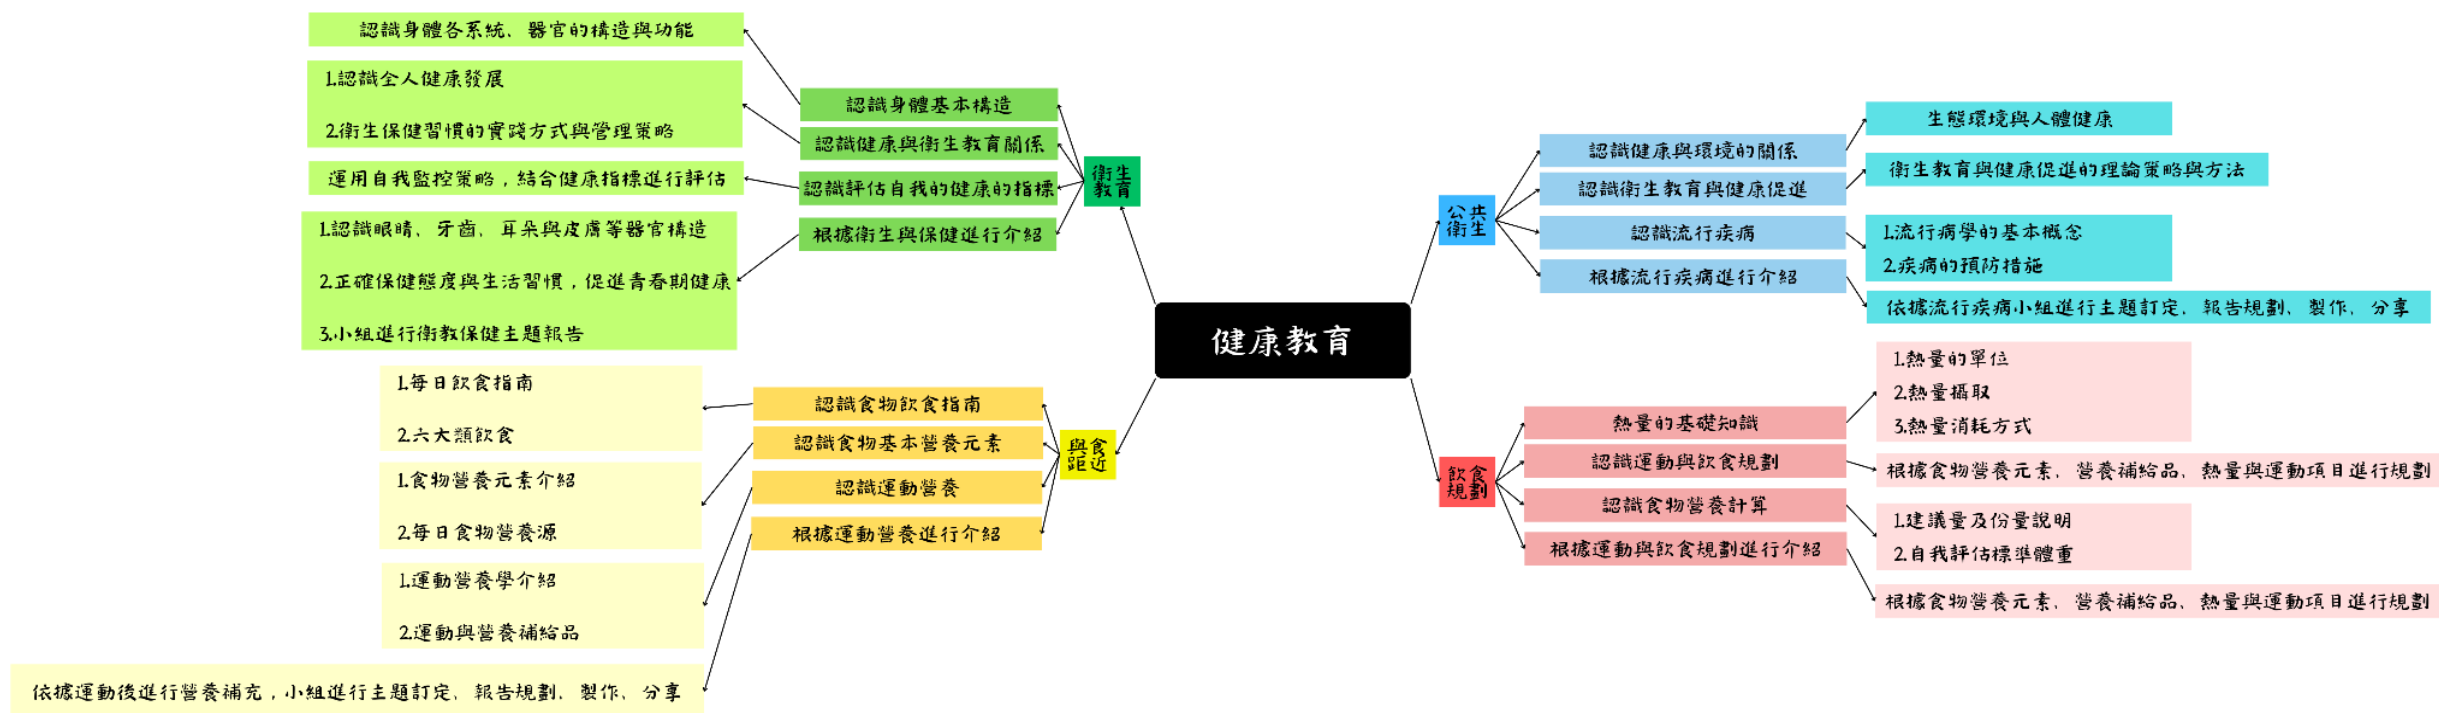 健康教育
衛生
教育
認識身體基本構造
認識身體各系統、器官的構造與功能
認識健康與衛生教育關係
1.認識全人健康發展
2.衛生保健習慣的實踐方式與管理策略
認識評估自我的健康的指標
運用自我監控策略，結合健康指標進行評估
根據衛生與保健進行介紹
1.認識眼睛、牙齒、耳朵與皮膚等器官構造
2.正確保健態度與生活習慣，促進青春期健康
3.小組進行衛教保健主題報告
與食
距近
認識食物飲食指南
1.每日飲食指南
2.六大類飲食
認識食物基本營養元素
1.食物營養元素介紹
2.每日食物營養源
認識運動營養
1.運動營養學介紹
2.運動與營養補給品
根據運動營養進行介紹
依據運動後進行營養補充，小組進行主題訂定、報告規劃、製作、分享
公共
衛生
認識健康與環境的關係
生態環境與人體健康
認識衛生教育與健康促進
衛生教育與健康促進的理論策略與方法
認識流行疾病
1.流行病學的基本概念
2.疾病的預防措施
根據流行疾病進行介紹
依據流行疾病小組進行主題訂定、報告規劃、製作、分享
飲食
規劃
熱量的基礎知識
1.熱量的單位
2.熱量攝取
3.熱量消耗方式
認識運動與飲食規劃
根據食物營養元素、營養補給品、熱量與運動項目進行規劃
認識食物營養計算
1.建議量及份量說明
2.自我評估標準體重
根據運動與飲食規劃進行介紹
根據食物營養元素、營養補給品、熱量與運動項目進行規劃